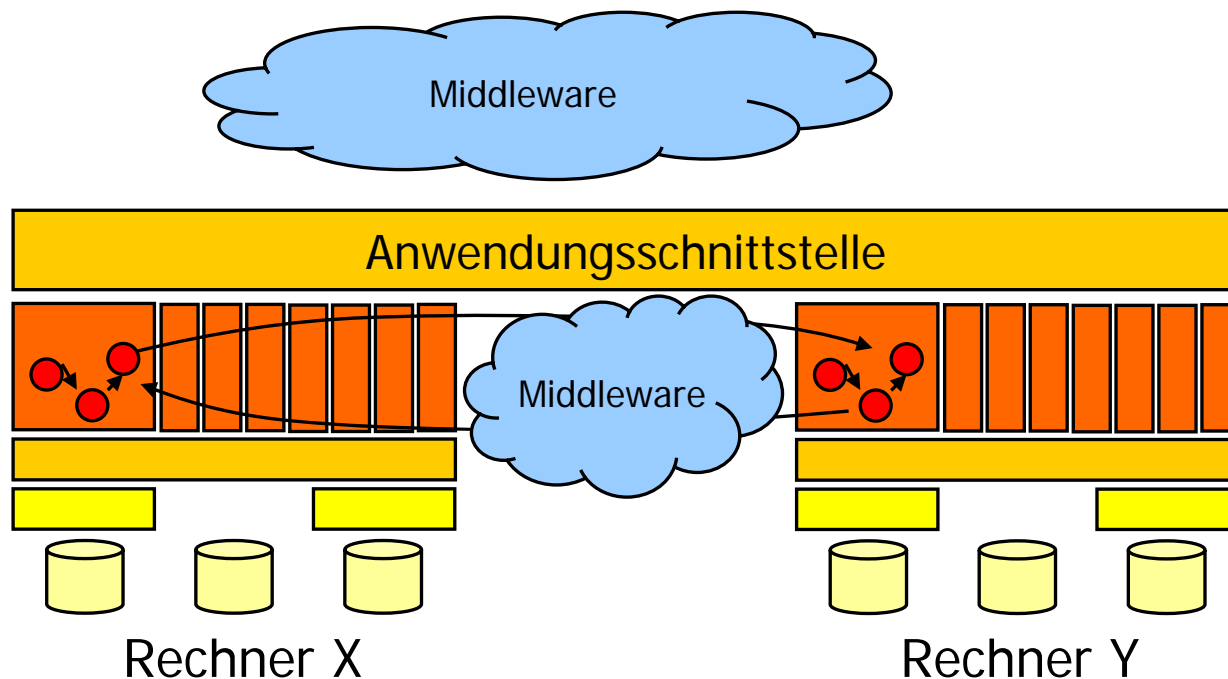 Middleware
Anwendungsschnittstelle
Middleware
Rechner X
Rechner Y